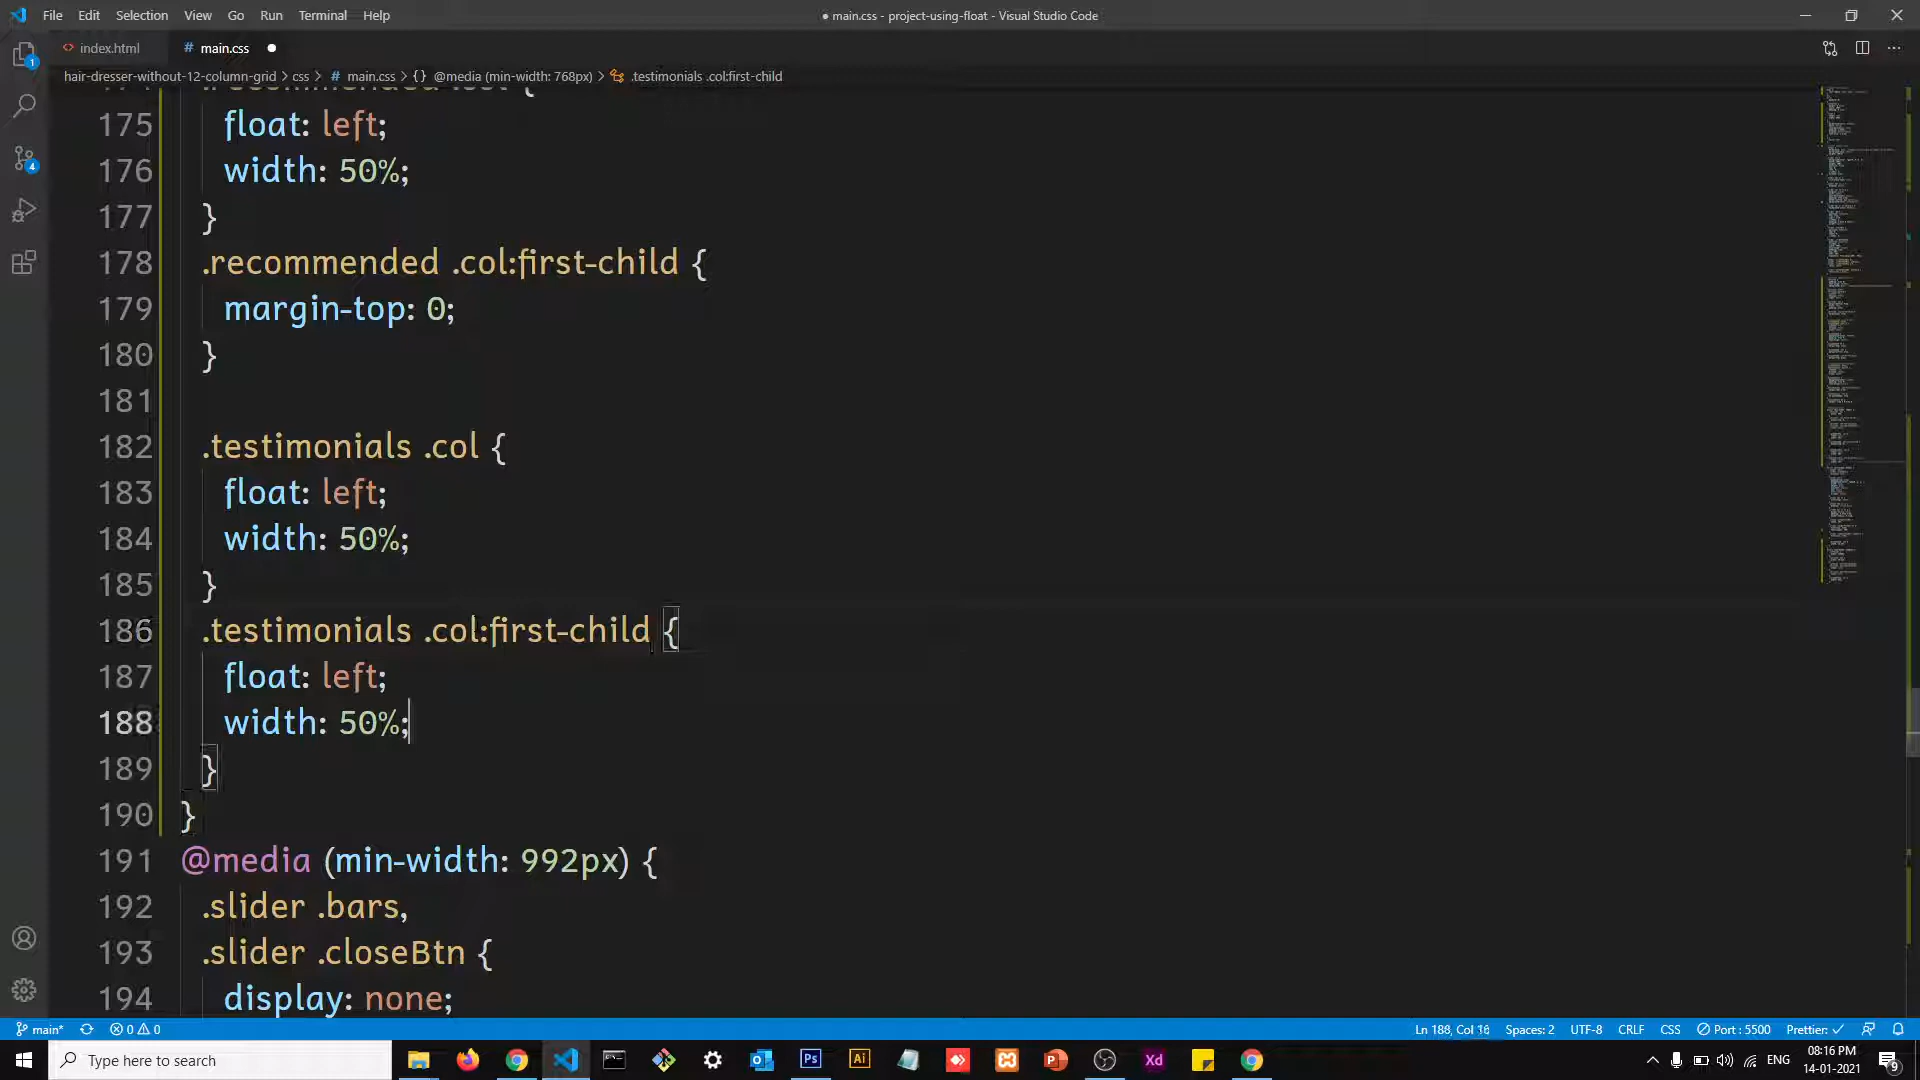 File Edit Selection View Go Run Terminal Help
● main.css - project-using-float - Visual Studio Code
<> index.html
# main.css ●
hair-dresser-without-12-column-grid > css > # main.css > {} @media (min-width: 768px) > .testimonials .col:first-child
175 float: left;
176 width: 50%;
177 }
178 .recommended .col:first-child {
179 margin-top: 0;
180 }
181
182 .testimonials .col {
183 float: left;
184 width: 50%;
185 }
186 .testimonials .col:first-child {
187 float: left;
188 width: 50%;
189 }
190 }
191 @media (min-width: 992px) {
192 .slider .bars,
193 .slider .closeBtn {
194 display: none;
1
4
main* 0 0
Ln 188, Col 16 Spaces: 2 UTF-8 CRLF CSS Port : 5500 Prettier: ✓
Type here to search
Ps Ai Xd
ENG
08:16 PM
14-01-2021
9